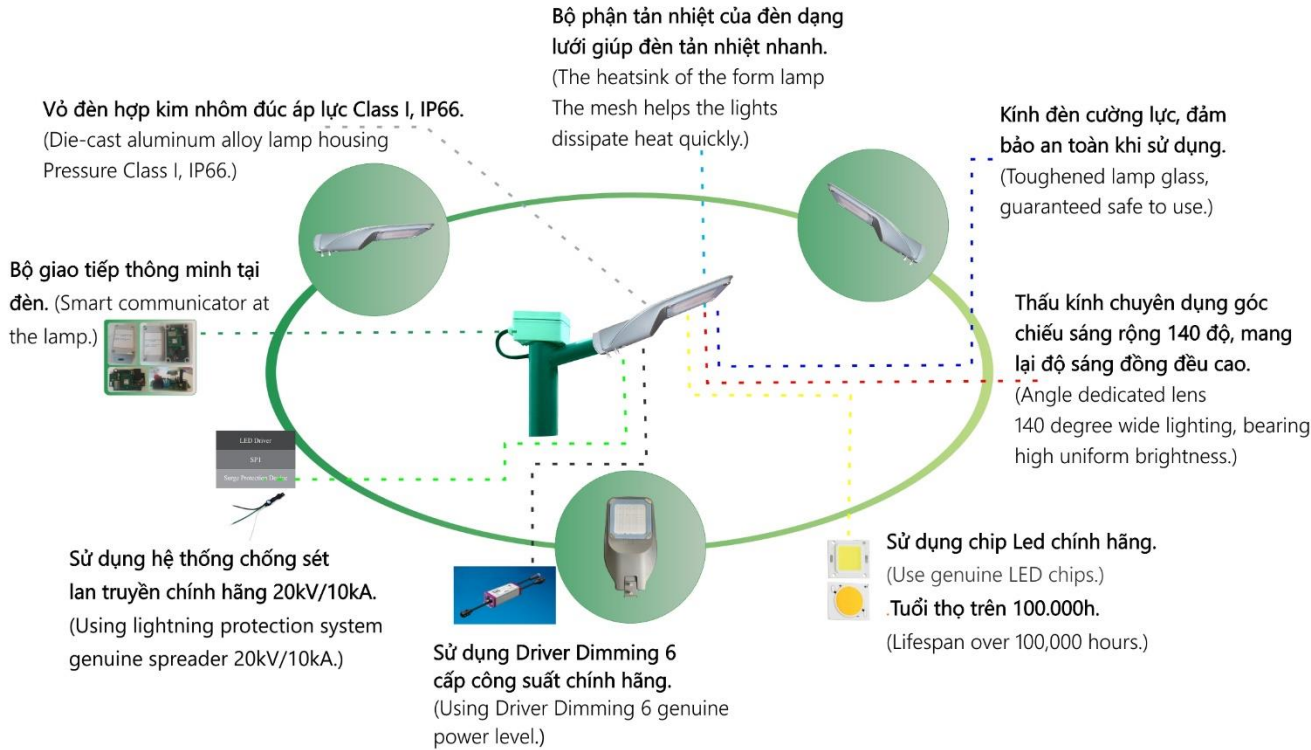 Bộ phận tản nhiệt của đèn dạng
lưới giúp đèn tản nhiệt nhanh.
(The heatsink of the form lamp
The mesh helps the lights
dissipate heat quickly.)
Vỏ đèn hợp kim nhôm đúc áp lực Class I, IP66.
(Die-cast aluminum alloy lamp housing
Pressure Class I, IP66.)
Kính đèn cường lực, đảm
bảo an toàn khi sử dụng.
(Toughened lamp glass,
guaranteed safe to use.)
Bộ giao tiếp thông minh tại
đèn. (Smart communicator at
the lamp.)
Thấu kính chuyên dụng góc
chiếu sáng rộng 140 độ, mang
lại độ sáng đồng đều cao.
(Angle dedicated lens
140 degree wide lighting, bearing
high uniform brightness.)
LED Driver
Surge Protection Device
Sử dụng hệ thống chống sét
lan truyền chính hãng 20kV/10kA.
(Using lightning protection system
genuine spreader 20kV/10kA.)
Sử dụng Driver Dimming 6
cấp công suất chính hãng.
(Using Driver Dimming 6 genuine
power level.)
Sử dụng chip Led chính hãng.
(Use genuine LED chips.)
.Tuổi thọ trên 100.000h.
(Lifespan over 100,000 hours.)